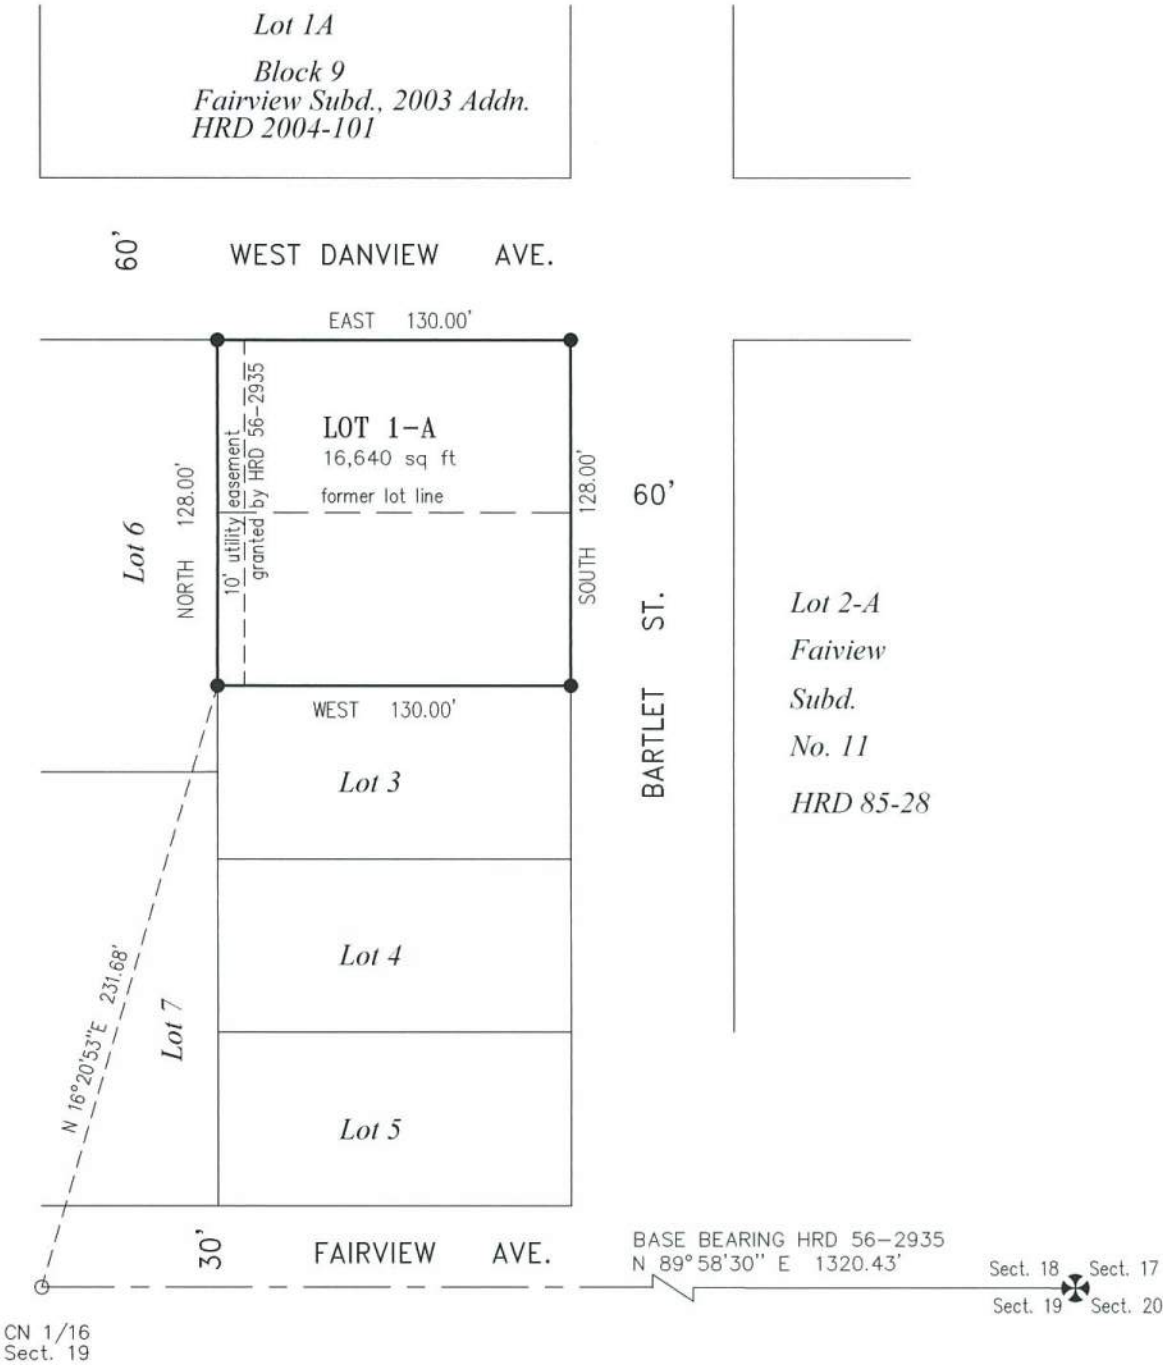 Lot 1A
Block 9
Fairview Subd., 2003 Addn.
HRD 2004-101
60'
WEST DANVIEW AVE.
EAST 130.00'
LOT 1-A
16,640 sq ft
former lot line
10' utility easement
granted by HRD 56-2935
NORTH 128.00'
Lot 6
SOUTH 128.00'
60'
BARTLET ST.
Lot 2-A
Faiview
Subd.
No. 11
HRD 85-28
WEST 130.00'
Lot 3
Lot 4
N 16°20'53"E 231.68'
Lot 7
Lot 5
30'
FAIRVIEW AVE.
BASE BEARING HRD 56-2935
N 89°58'30" E 1320.43'
Sect. 18 Sect. 17
Sect. 19 Sect. 20
CN 1/16
Sect. 19